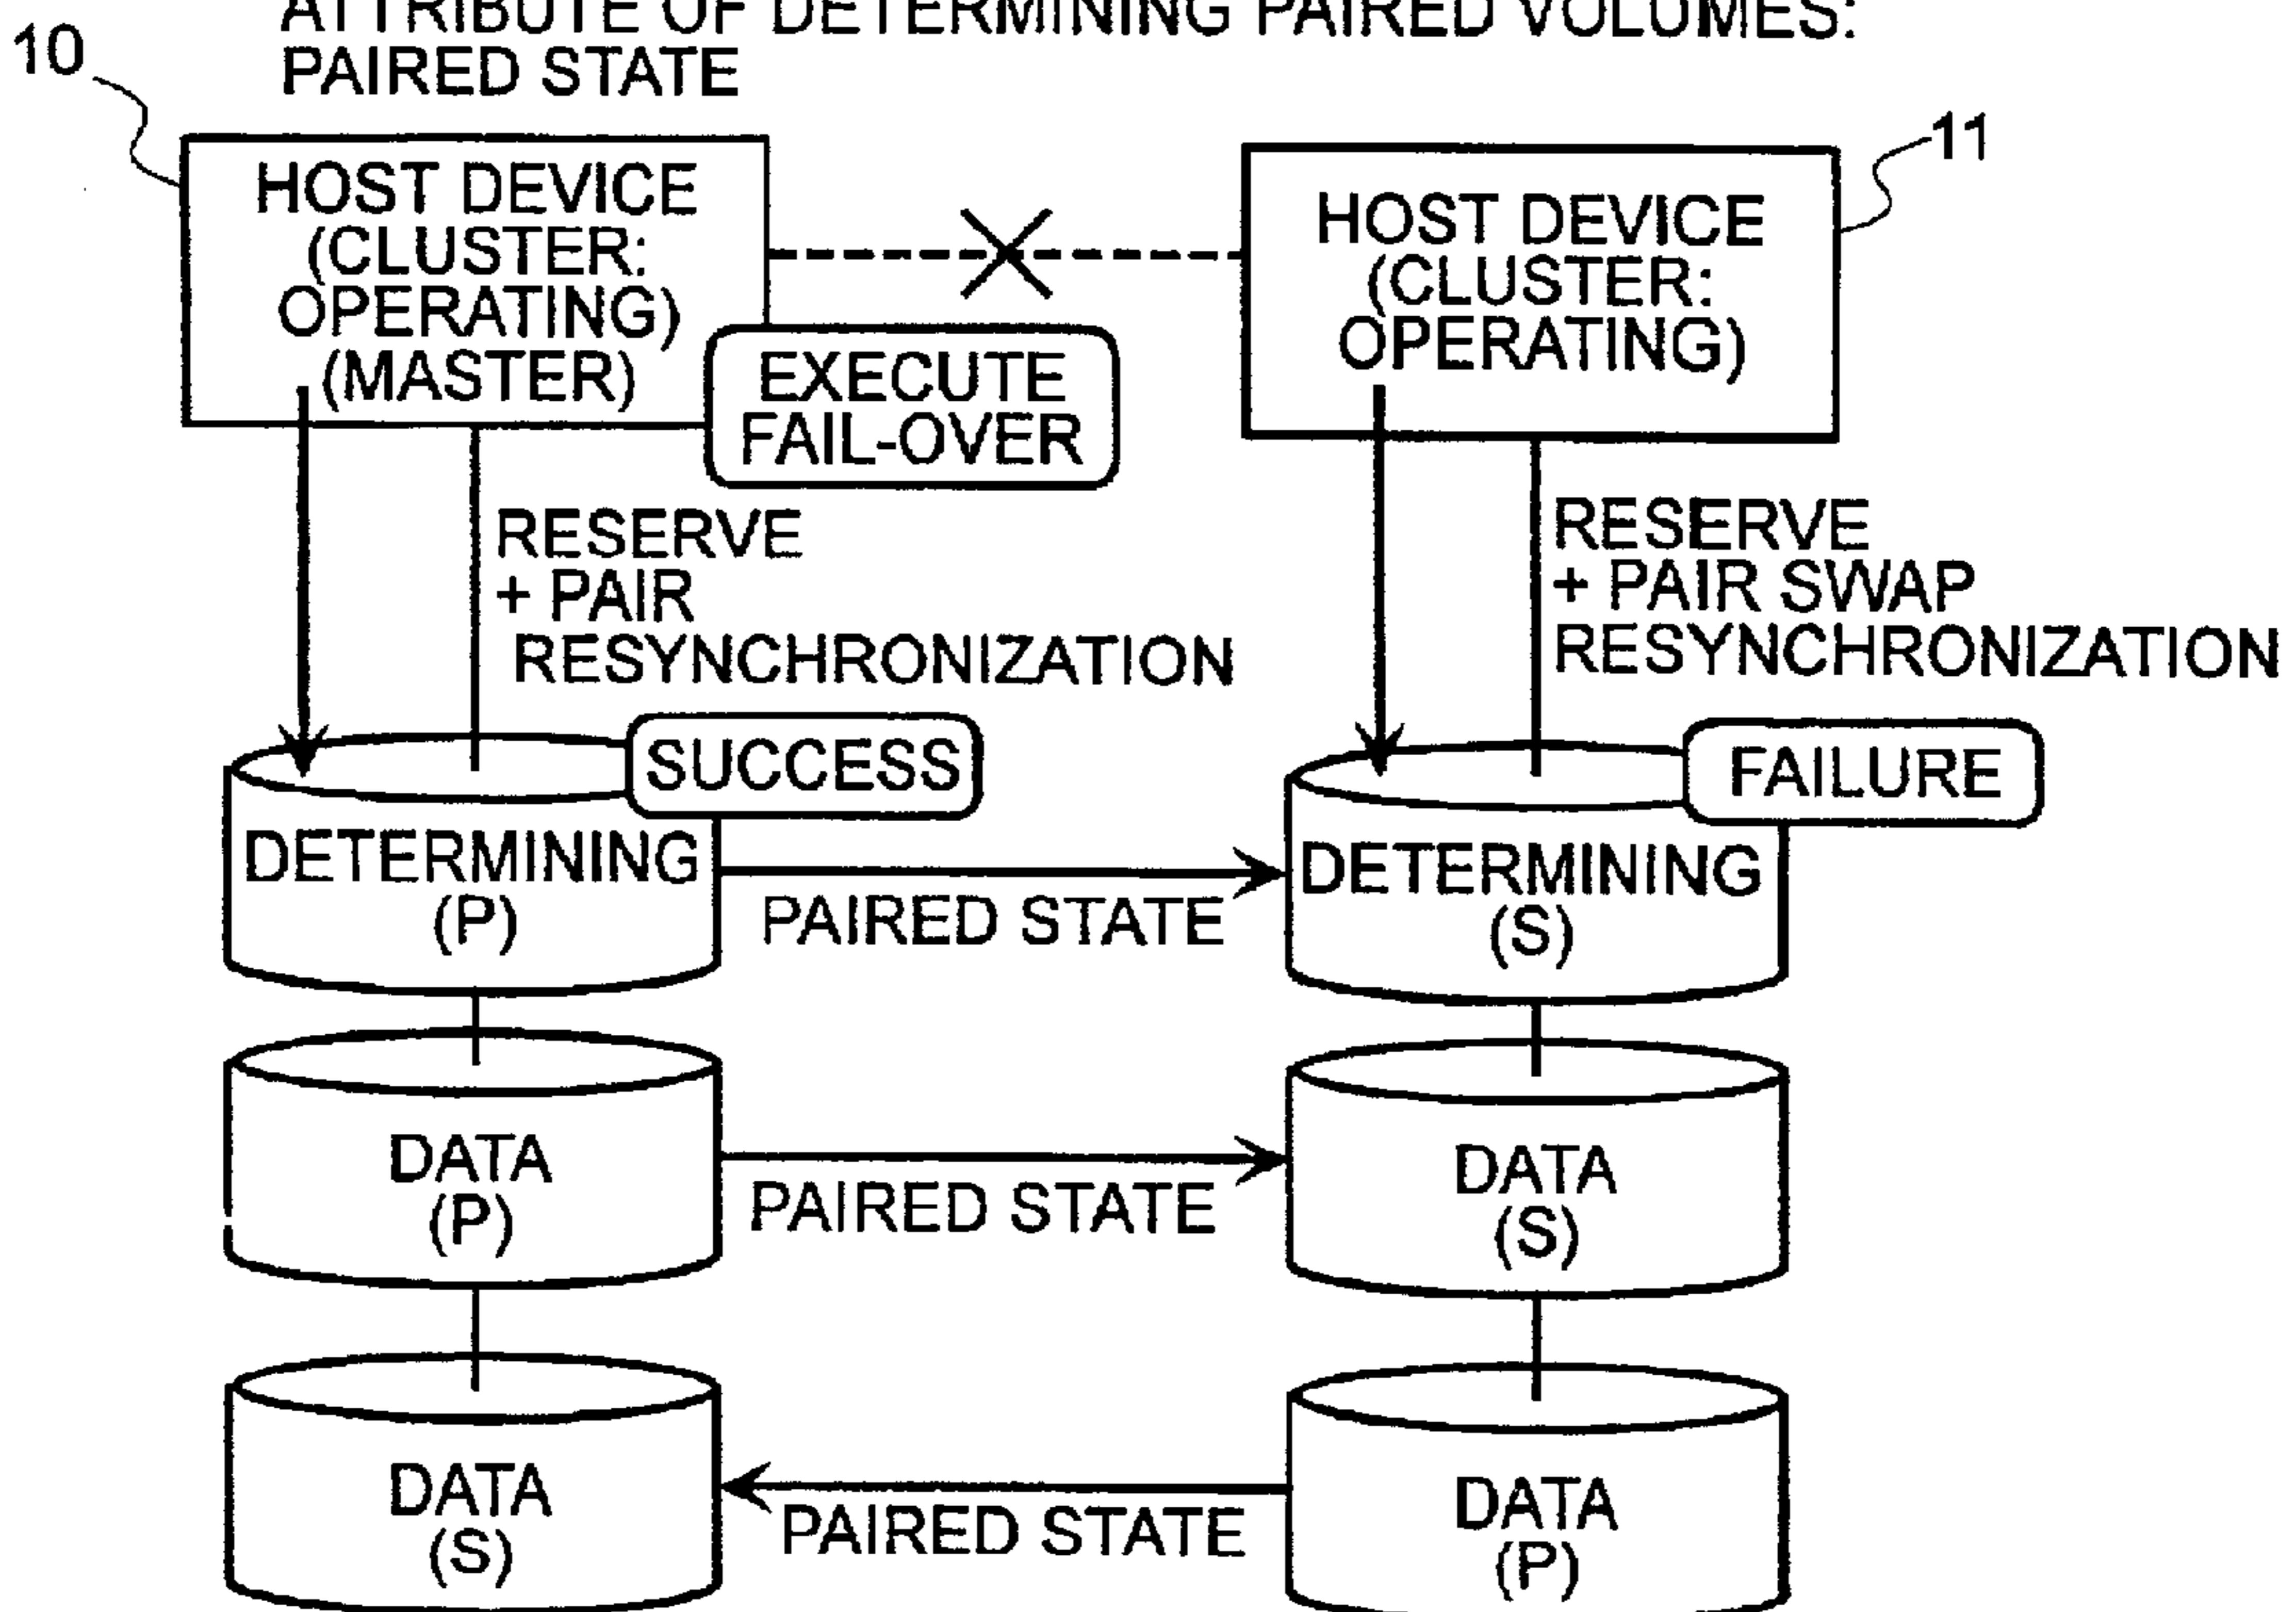 ATTRIBUTE OF DETERMINING PAIRED VOLUMES:
PAIRED STATE
10
11
HOST DEVICE
(CLUSTER:
OPERATING)
(MASTER)
HOST DEVICE
(CLUSTER:
OPERATING)
EXECUTE
FAIL-OVER
RESERVE
+ PAIR
RESYNCHRONIZATION
RESERVE
+ PAIR SWAP
RESYNCHRONIZATION
SUCCESS
FAILURE
DETERMINING
(P)
PAIRED STATE
DETERMINING
(S)
DATA
(P)
PAIRED STATE
DATA
(S)
DATA
(S)
PAIRED STATE
DATA
(P)